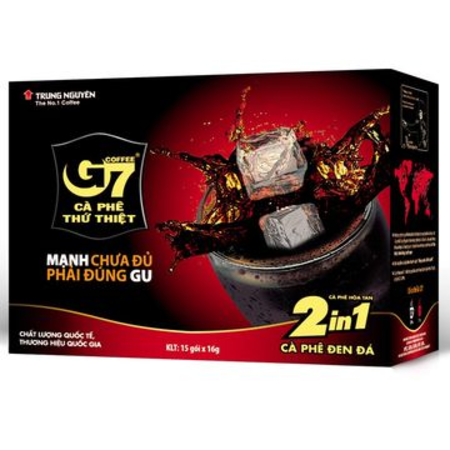 TRUNG NGUYÊN
The No.1 Coffee
COFFEE
G7
CÀ PHÊ
THỨ THIỆT
MẠNH CHƯA ĐỦ
PHẢI ĐÚNG GU
CHẤT LƯỢNG QUỐC TẾ,
THƯƠNG HIỆU QUỐC GIA
KLT: 15 gói x 16g
CÀ PHÊ HÒA TAN
2in1
CÀ PHÊ ĐEN ĐÁ